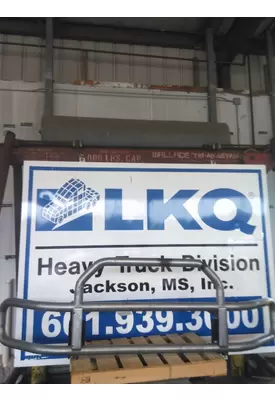 LKQ
Heavy Truck Division
Jackson, MS, Inc.
601.939.3000